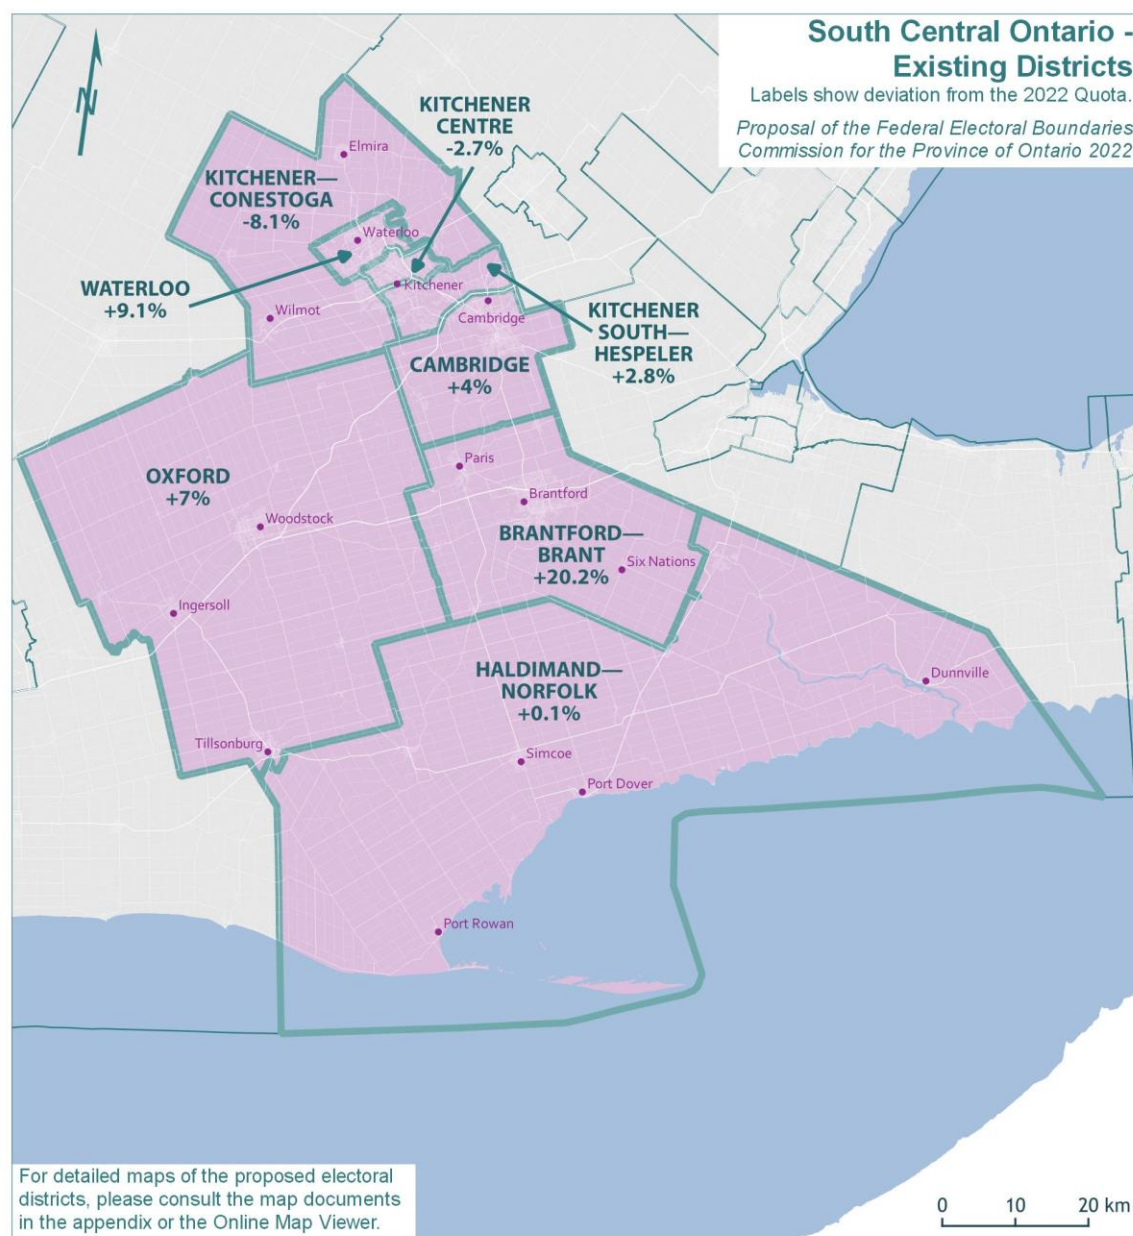 South Central Ontario -
Existing Districts
Labels show deviation from the 2022 Quota.
Proposal of the Federal Electoral Boundaries
Commission for the Province of Ontario 2022
N
KITCHENER
CENTRE
-2.7%
Elmira
KITCHENER—
CONESTOGA
-8.1%
Waterloo
WATERLOO
+9.1%
Kitchener
Wilmot
Cambridge
KITCHENER
SOUTH—
HESPELER
+2.8%
CAMBRIDGE
+4%
OXFORD
+7%
Paris
Brantford
Woodstock
BRANTFORD—
BRANT
+20.2%
Six Nations
Ingersoll
HALDIMAND—
NORFOLK
+0.1%
Dunnville
Tillsonburg
Simcoe
Port Dover
Port Rowan
For detailed maps of the proposed electoral
districts, please consult the map documents
in the appendix or the Online Map Viewer.
0 10 20 km